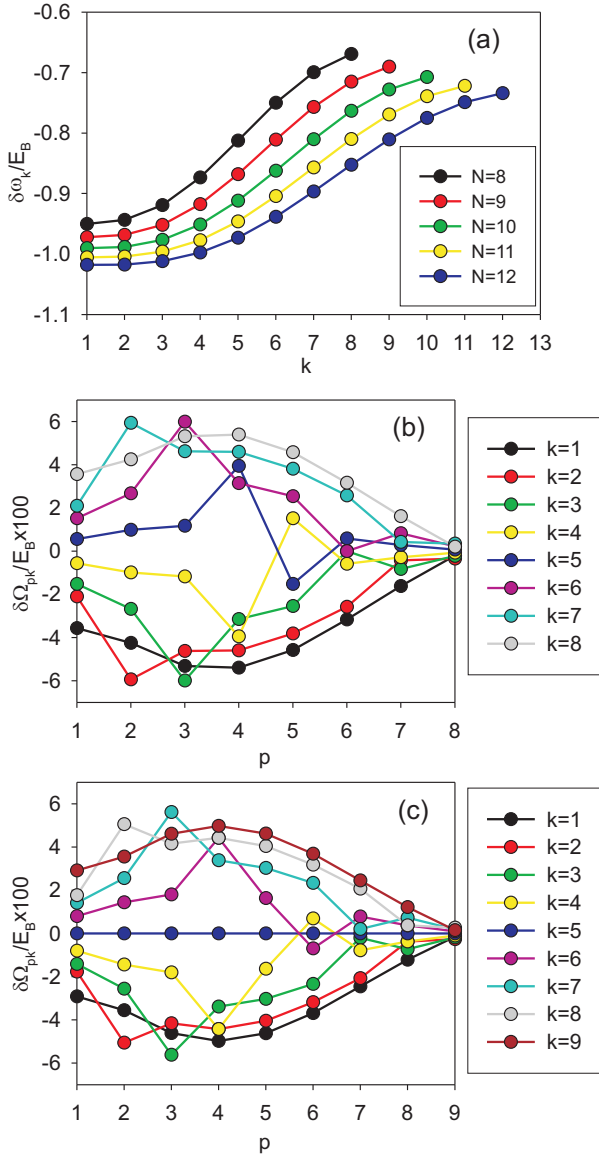 (a)
-0.6
-0.7
-0.8
-0.9
-1.0
-1.1
δω_k/E_B
N=8
N=9
N=10
N=11
N=12
1 2 3 4 5 6 7 8 9 10 11 12 13
k
(b)
6
4
2
0
-2
-4
-6
δΩ_pk/E_B×100
1 2 3 4 5 6 7 8
p
k=1
k=2
k=3
k=4
k=5
k=6
k=7
k=8
(c)
6
4
2
0
-2
-4
-6
δΩ_pk/E_B×100
1 2 3 4 5 6 7 8 9
p
k=1
k=2
k=3
k=4
k=5
k=6
k=7
k=8
k=9